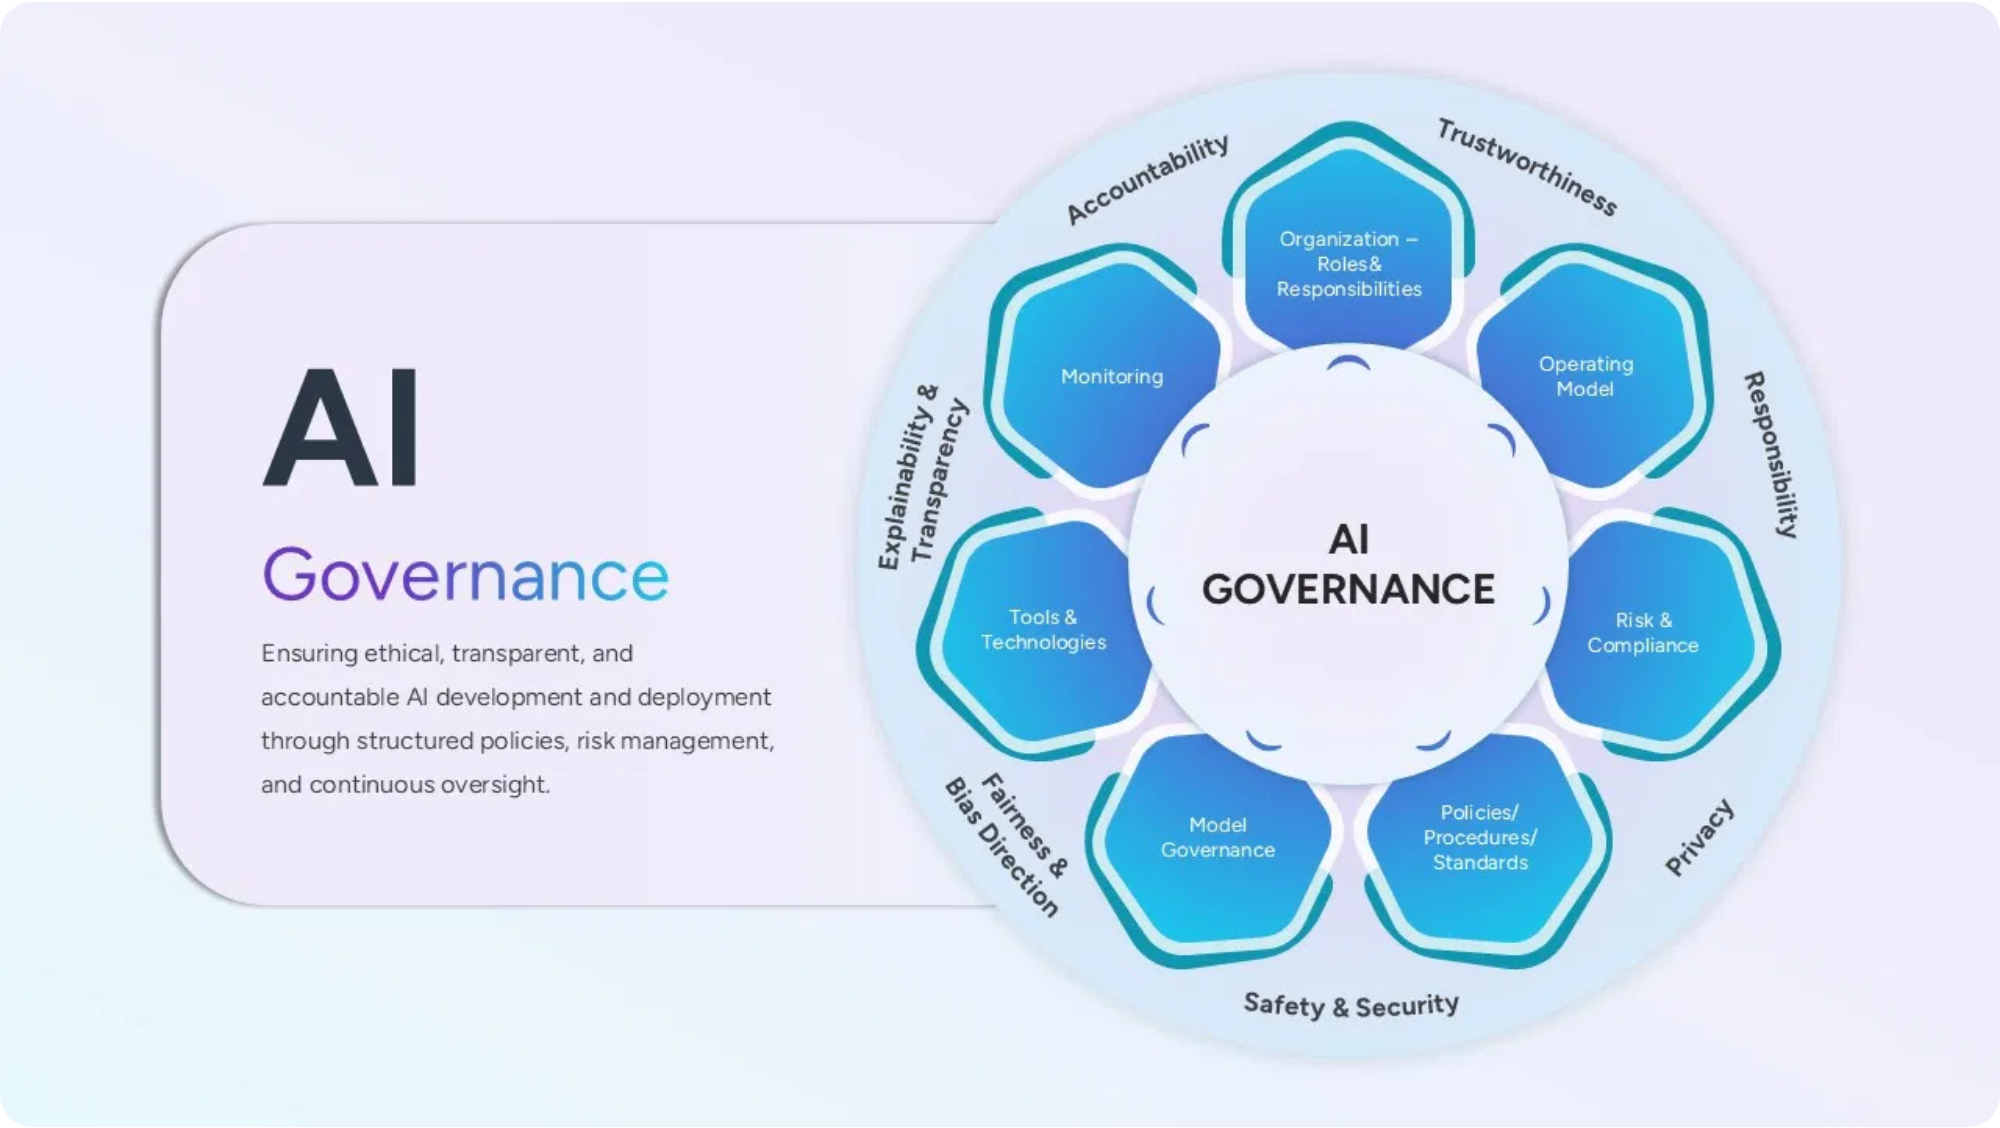 AI
Governance
Ensuring ethical, transparent, and
accountable AI development and deployment
through structured policies, risk management,
and continuous oversight.
AI
GOVERNANCE
Organization –
Roles&
Responsibilities
Operating
Model
Risk &
Compliance
Policies/
Procedures/
Standards
Model
Governance
Tools &
Technologies
Monitoring
Accountability
Trustworthiness
Responsibility
Privacy
Safety & Security
Fairness &
Bias Direction
Explainability &
Transparency